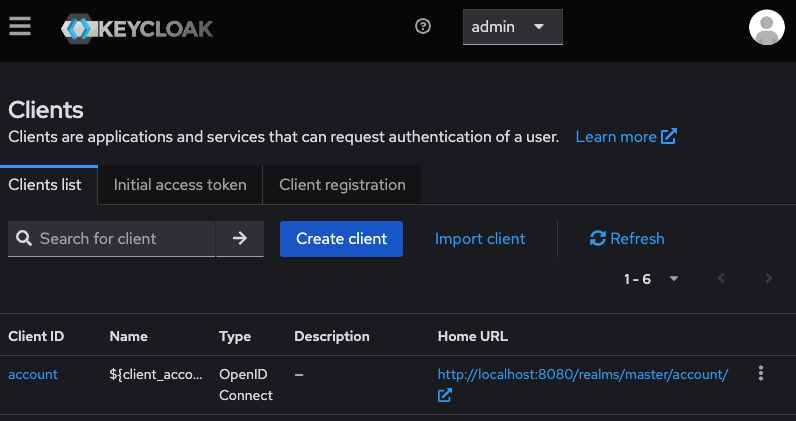 KEYCLOAK
admin
Clients
Clients are applications and services that can request authentication of a user. Learn more
Clients list Initial access token Client registration
Search for client Create client Import client Refresh
1 - 6
Client ID Name Type Description Home URL
account ${client_acco... OpenID – http://localhost:8080/realms/master/account/
Connect